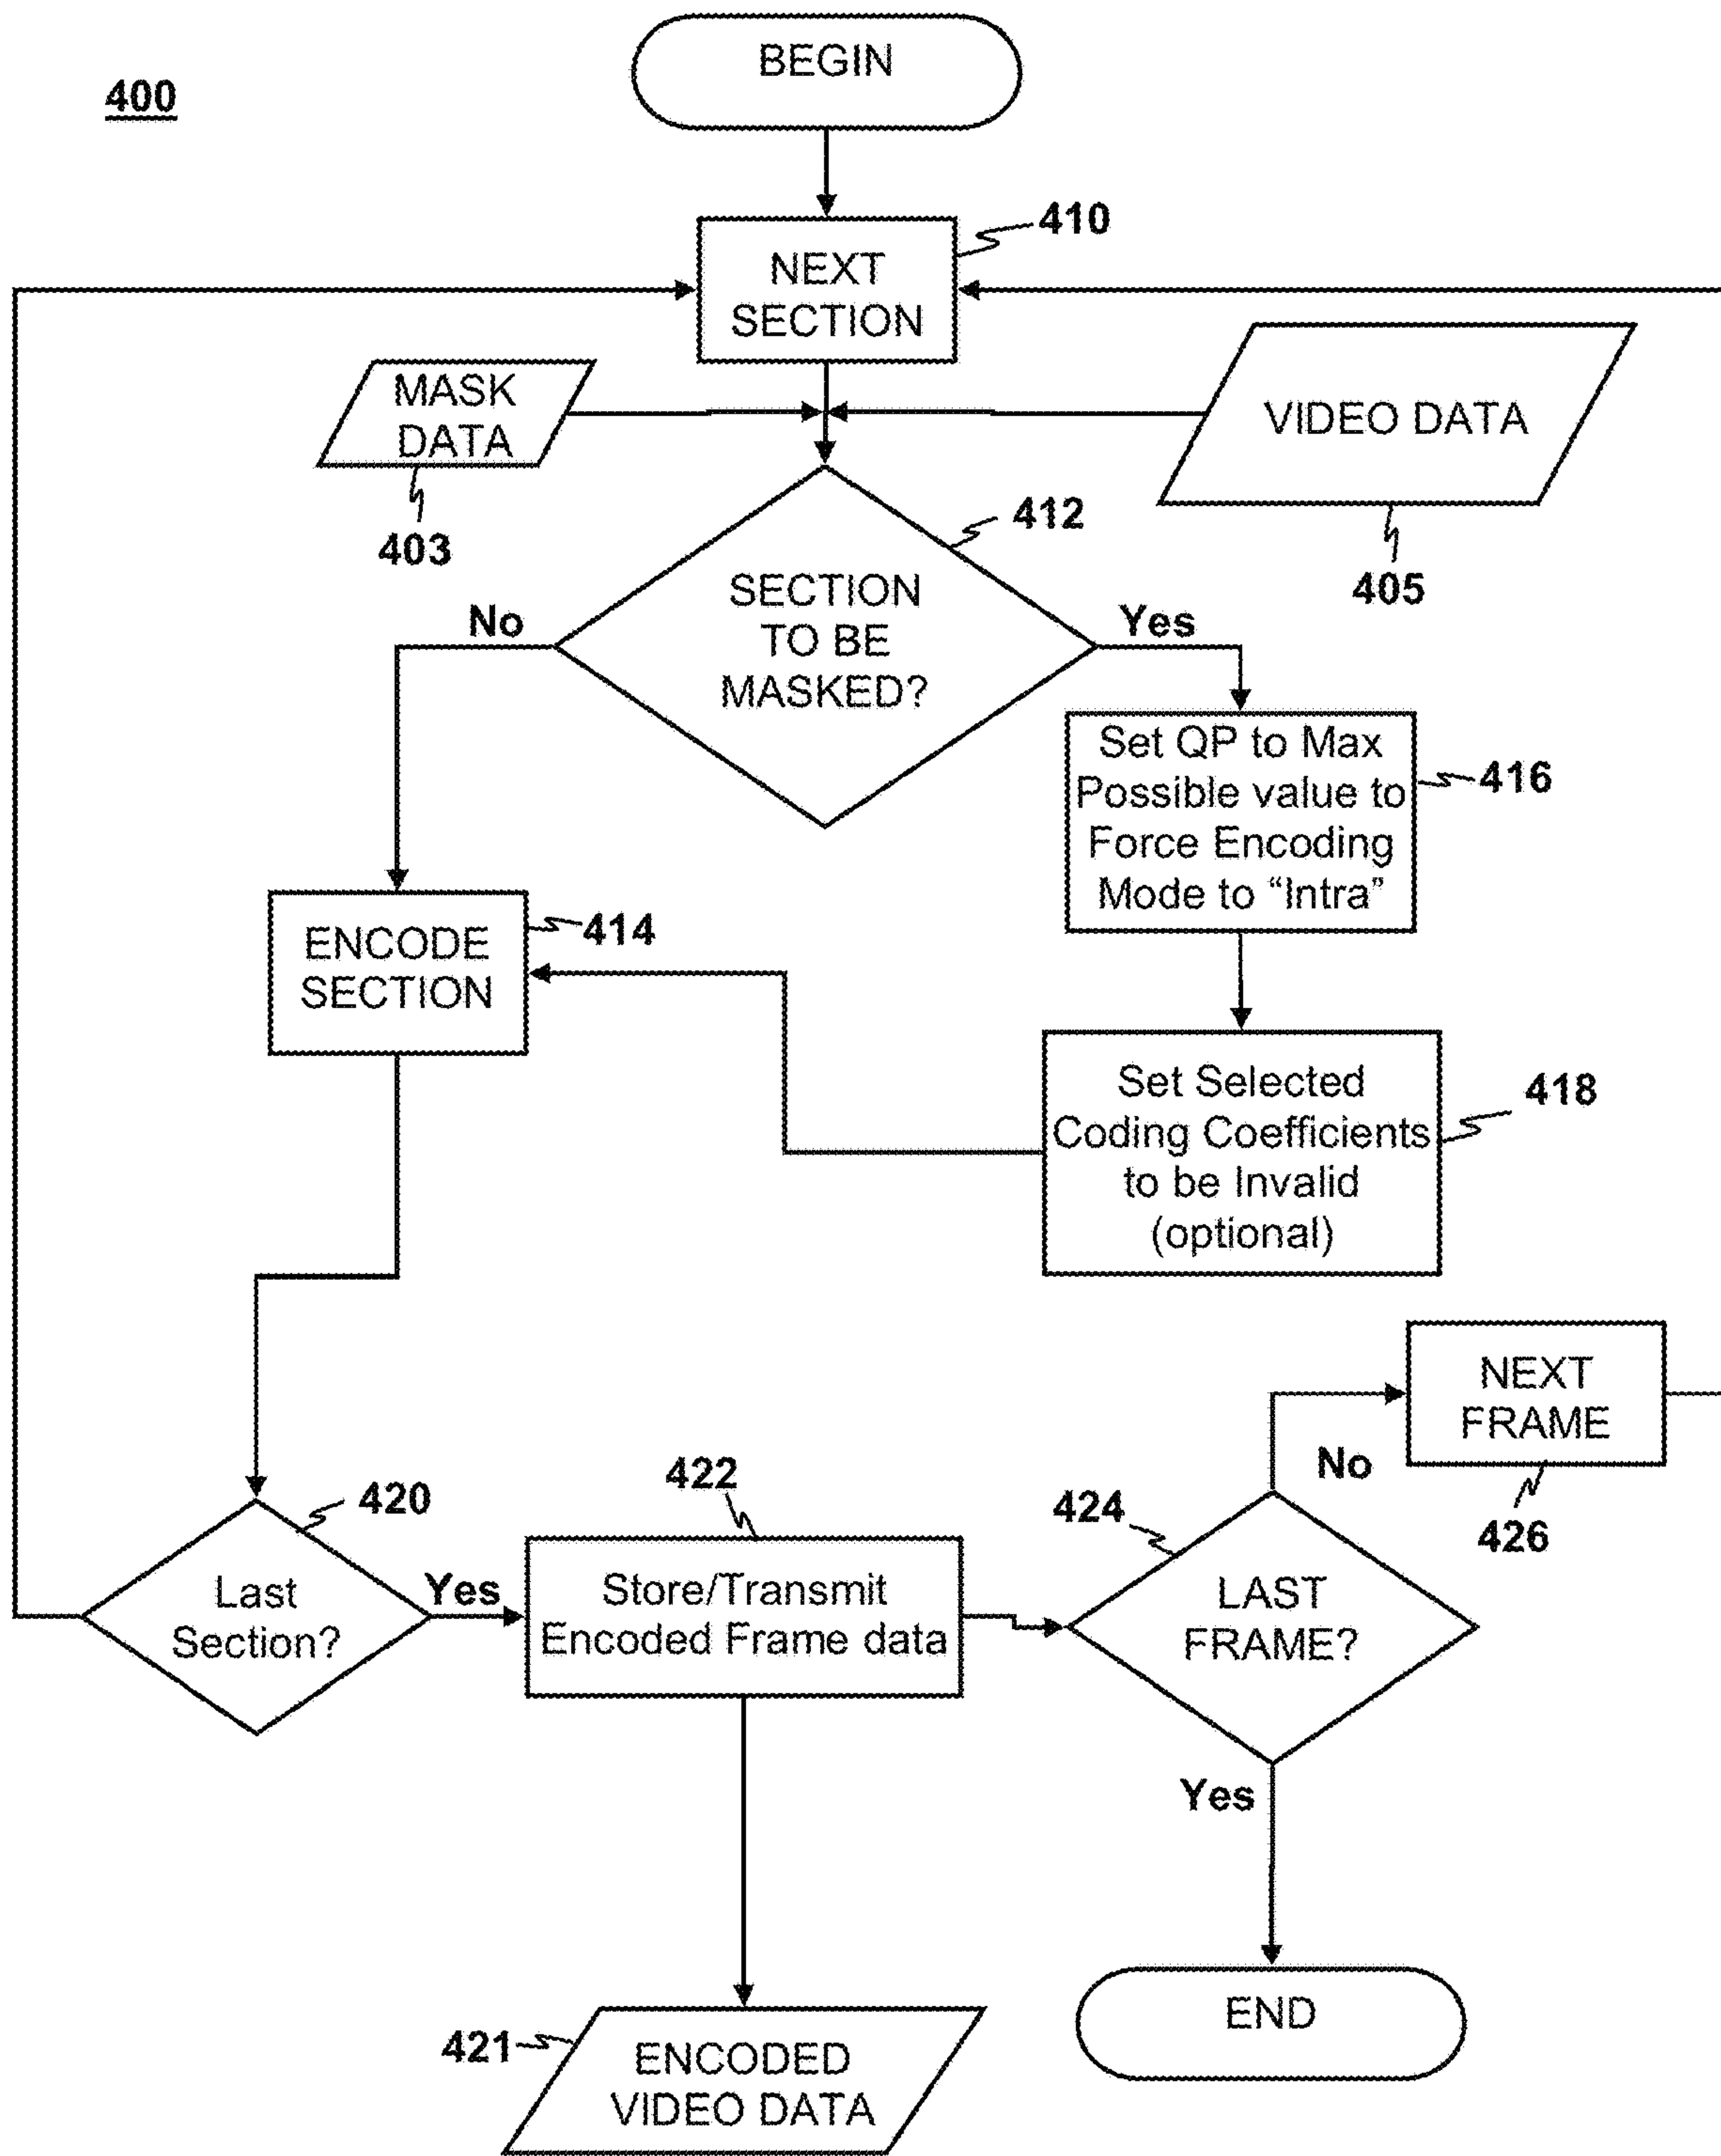 BEGIN
400
410
NEXT
SECTION
MASK
DATA
VIDEO DATA
403
412
405
SECTION
TO BE
MASKED?
No
Yes
Set QP to Max
Possible value to
Force Encoding
Mode to “Intra”
416
ENCODE
SECTION
414
Set Selected
Coding Coefficients
to be Invalid
(optional)
418
NEXT
FRAME
No
426
420
422
424
Last
Section?
Yes
Store/Transmit
Encoded Frame data
LAST
FRAME?
Yes
END
421
ENCODED
VIDEO DATA